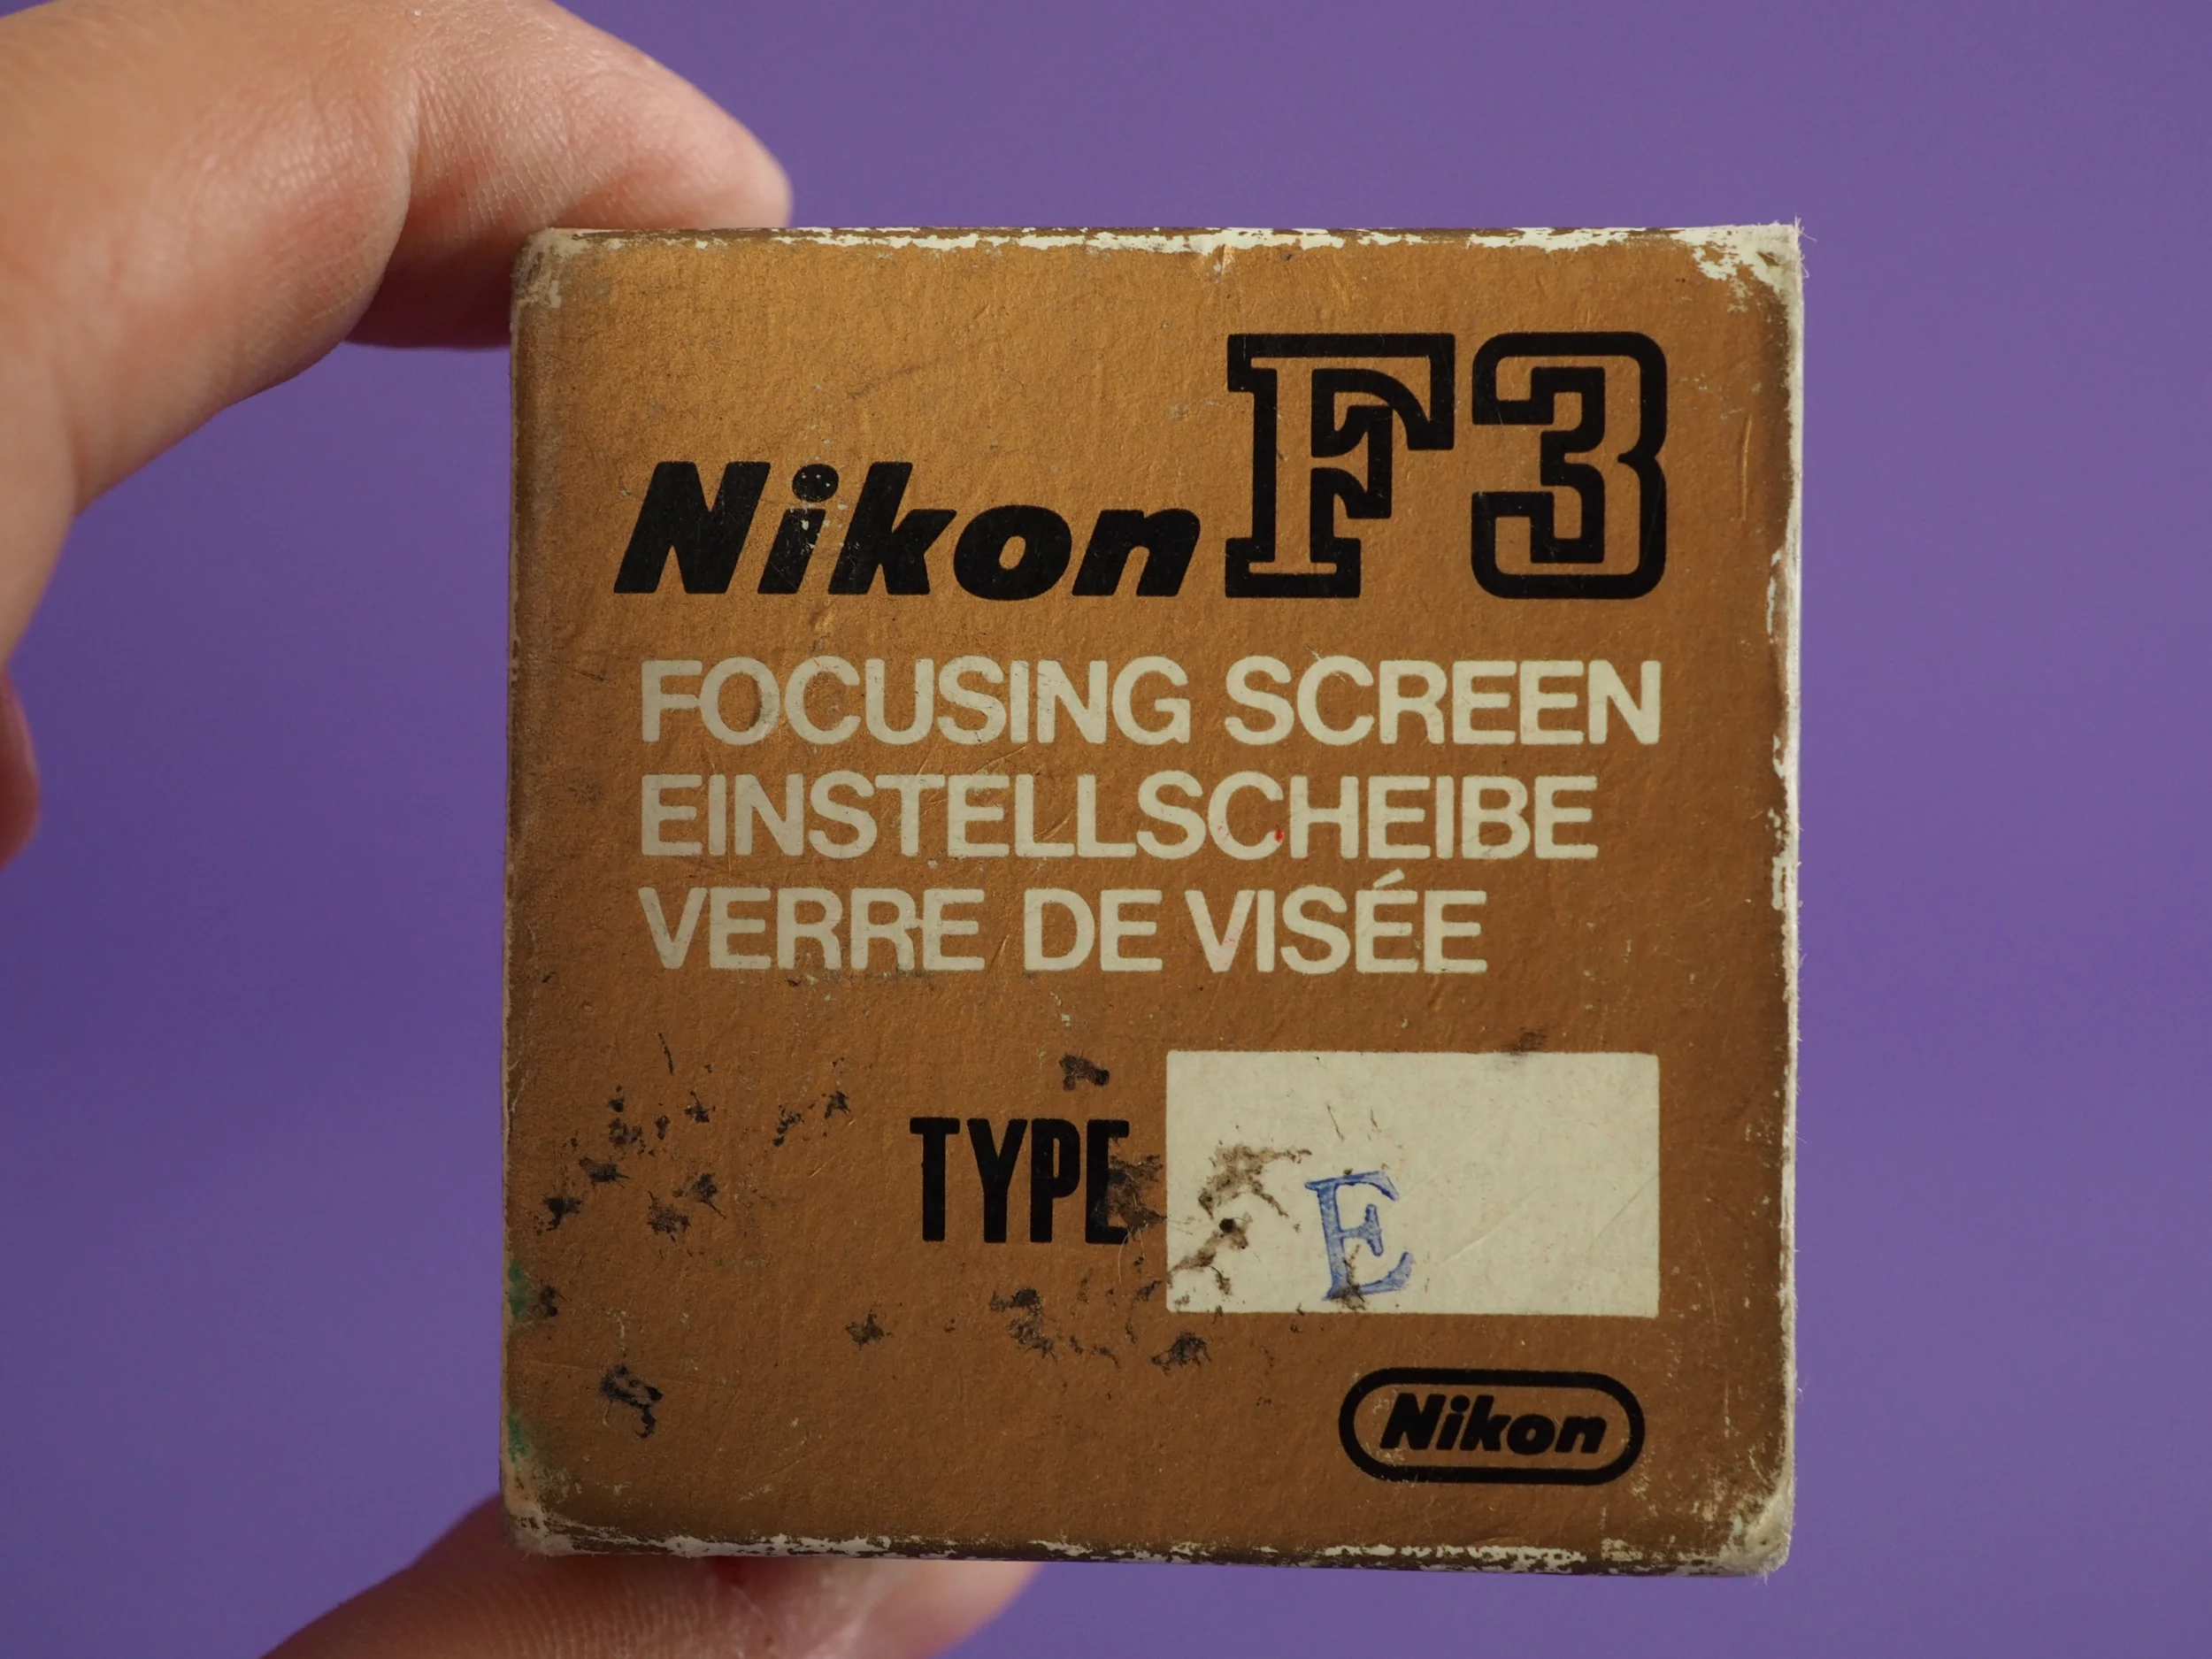 Nikon F3
FOCUSING SCREEN
EINSTELLSCHEIBE
VERRE DE VISÉE
TYPE E
Nikon